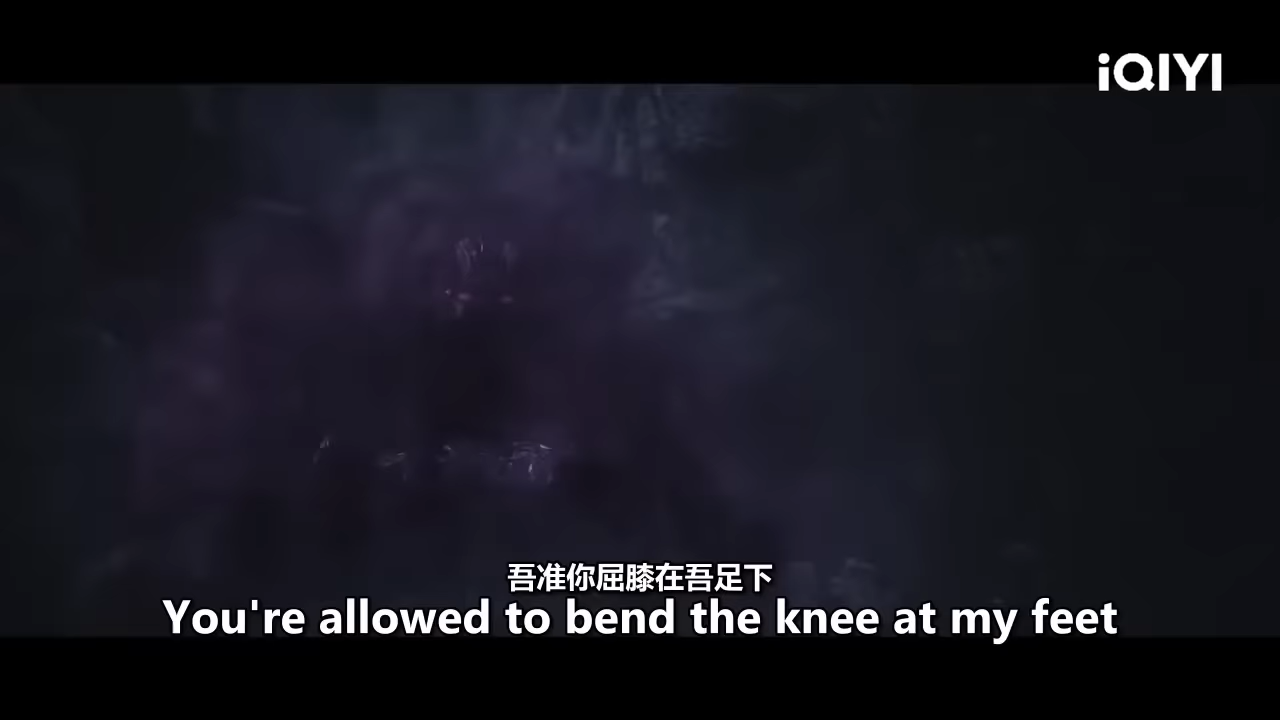 iQIYI
吾准你屈膝在吾足下
You're allowed to bend the knee at my feet